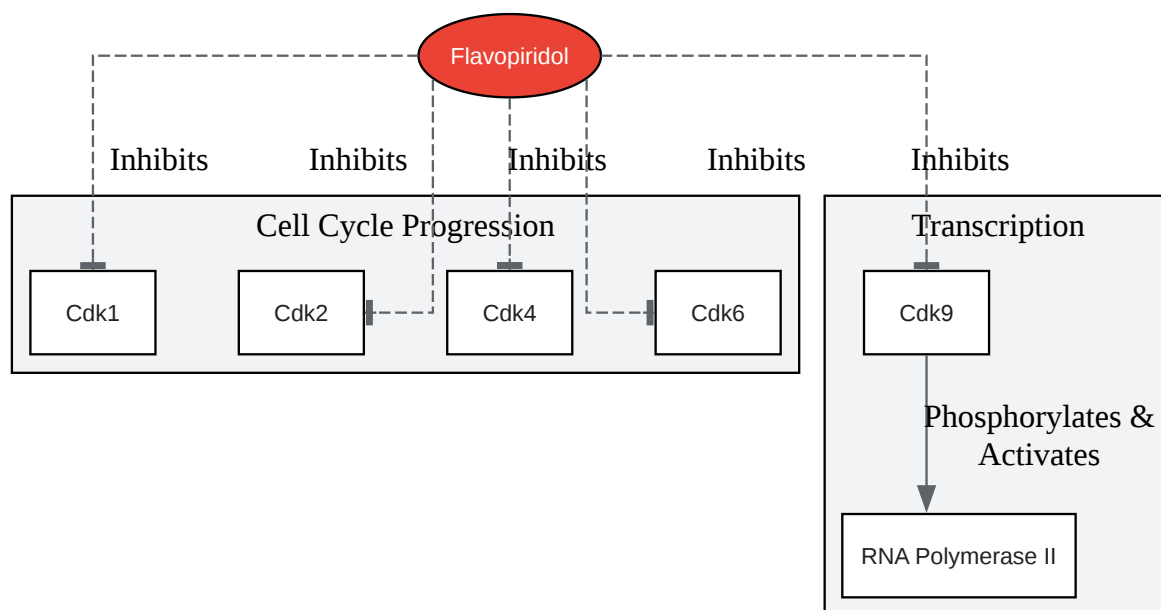 Flavopiridol
Inhibits
Inhibits
Inhibits
Inhibits
Inhibits
Cell Cycle Progression
Transcription
Cdk1
Cdk2
Cdk4
Cdk6
Cdk9
Phosphorylates &
Activates
RNA Polymerase II